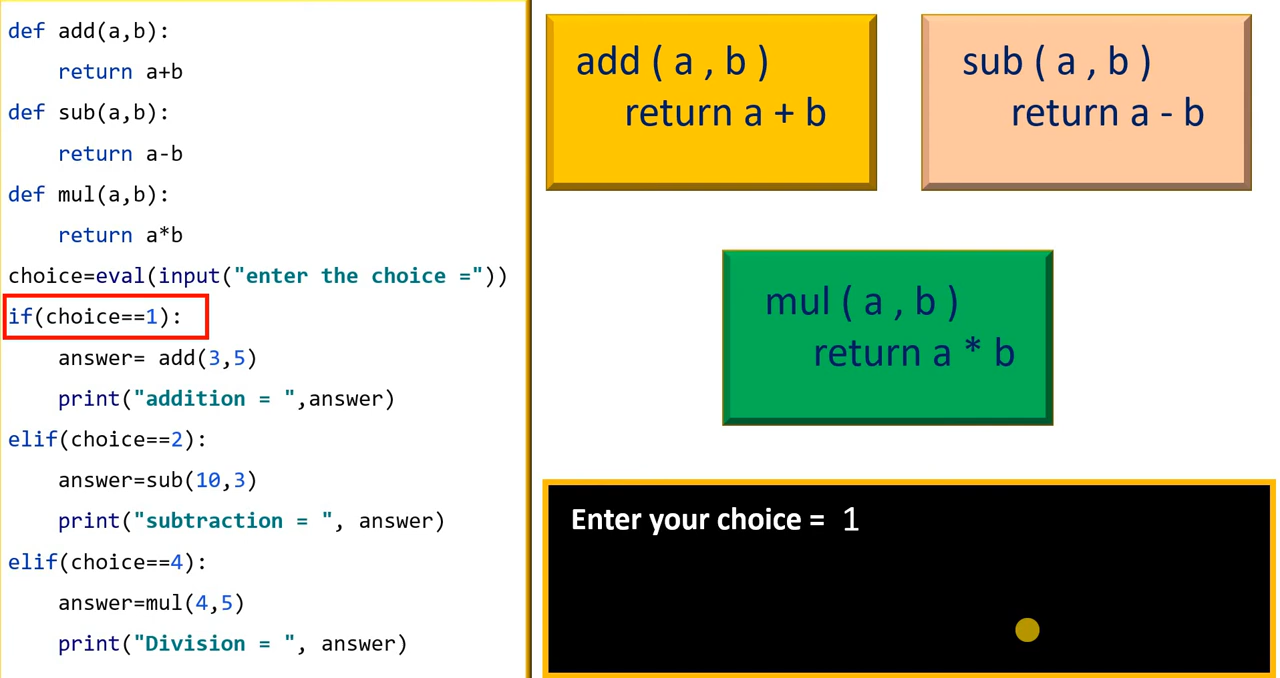 def add(a,b):
    return a+b
def sub(a,b):
    return a-b
def mul(a,b):
    return a*b
choice=eval(input("enter the choice ="))
if(choice==1):
    answer= add(3,5)
    print("addition = ",answer)
elif(choice==2):
    answer=sub(10,3)
    print("subtraction = ", answer)
elif(choice==4):
    answer=mul(4,5)
    print("Division = ", answer)
add ( a , b )
return a + b
sub ( a , b )
return a - b
mul ( a , b )
return a * b
Enter your choice = 1